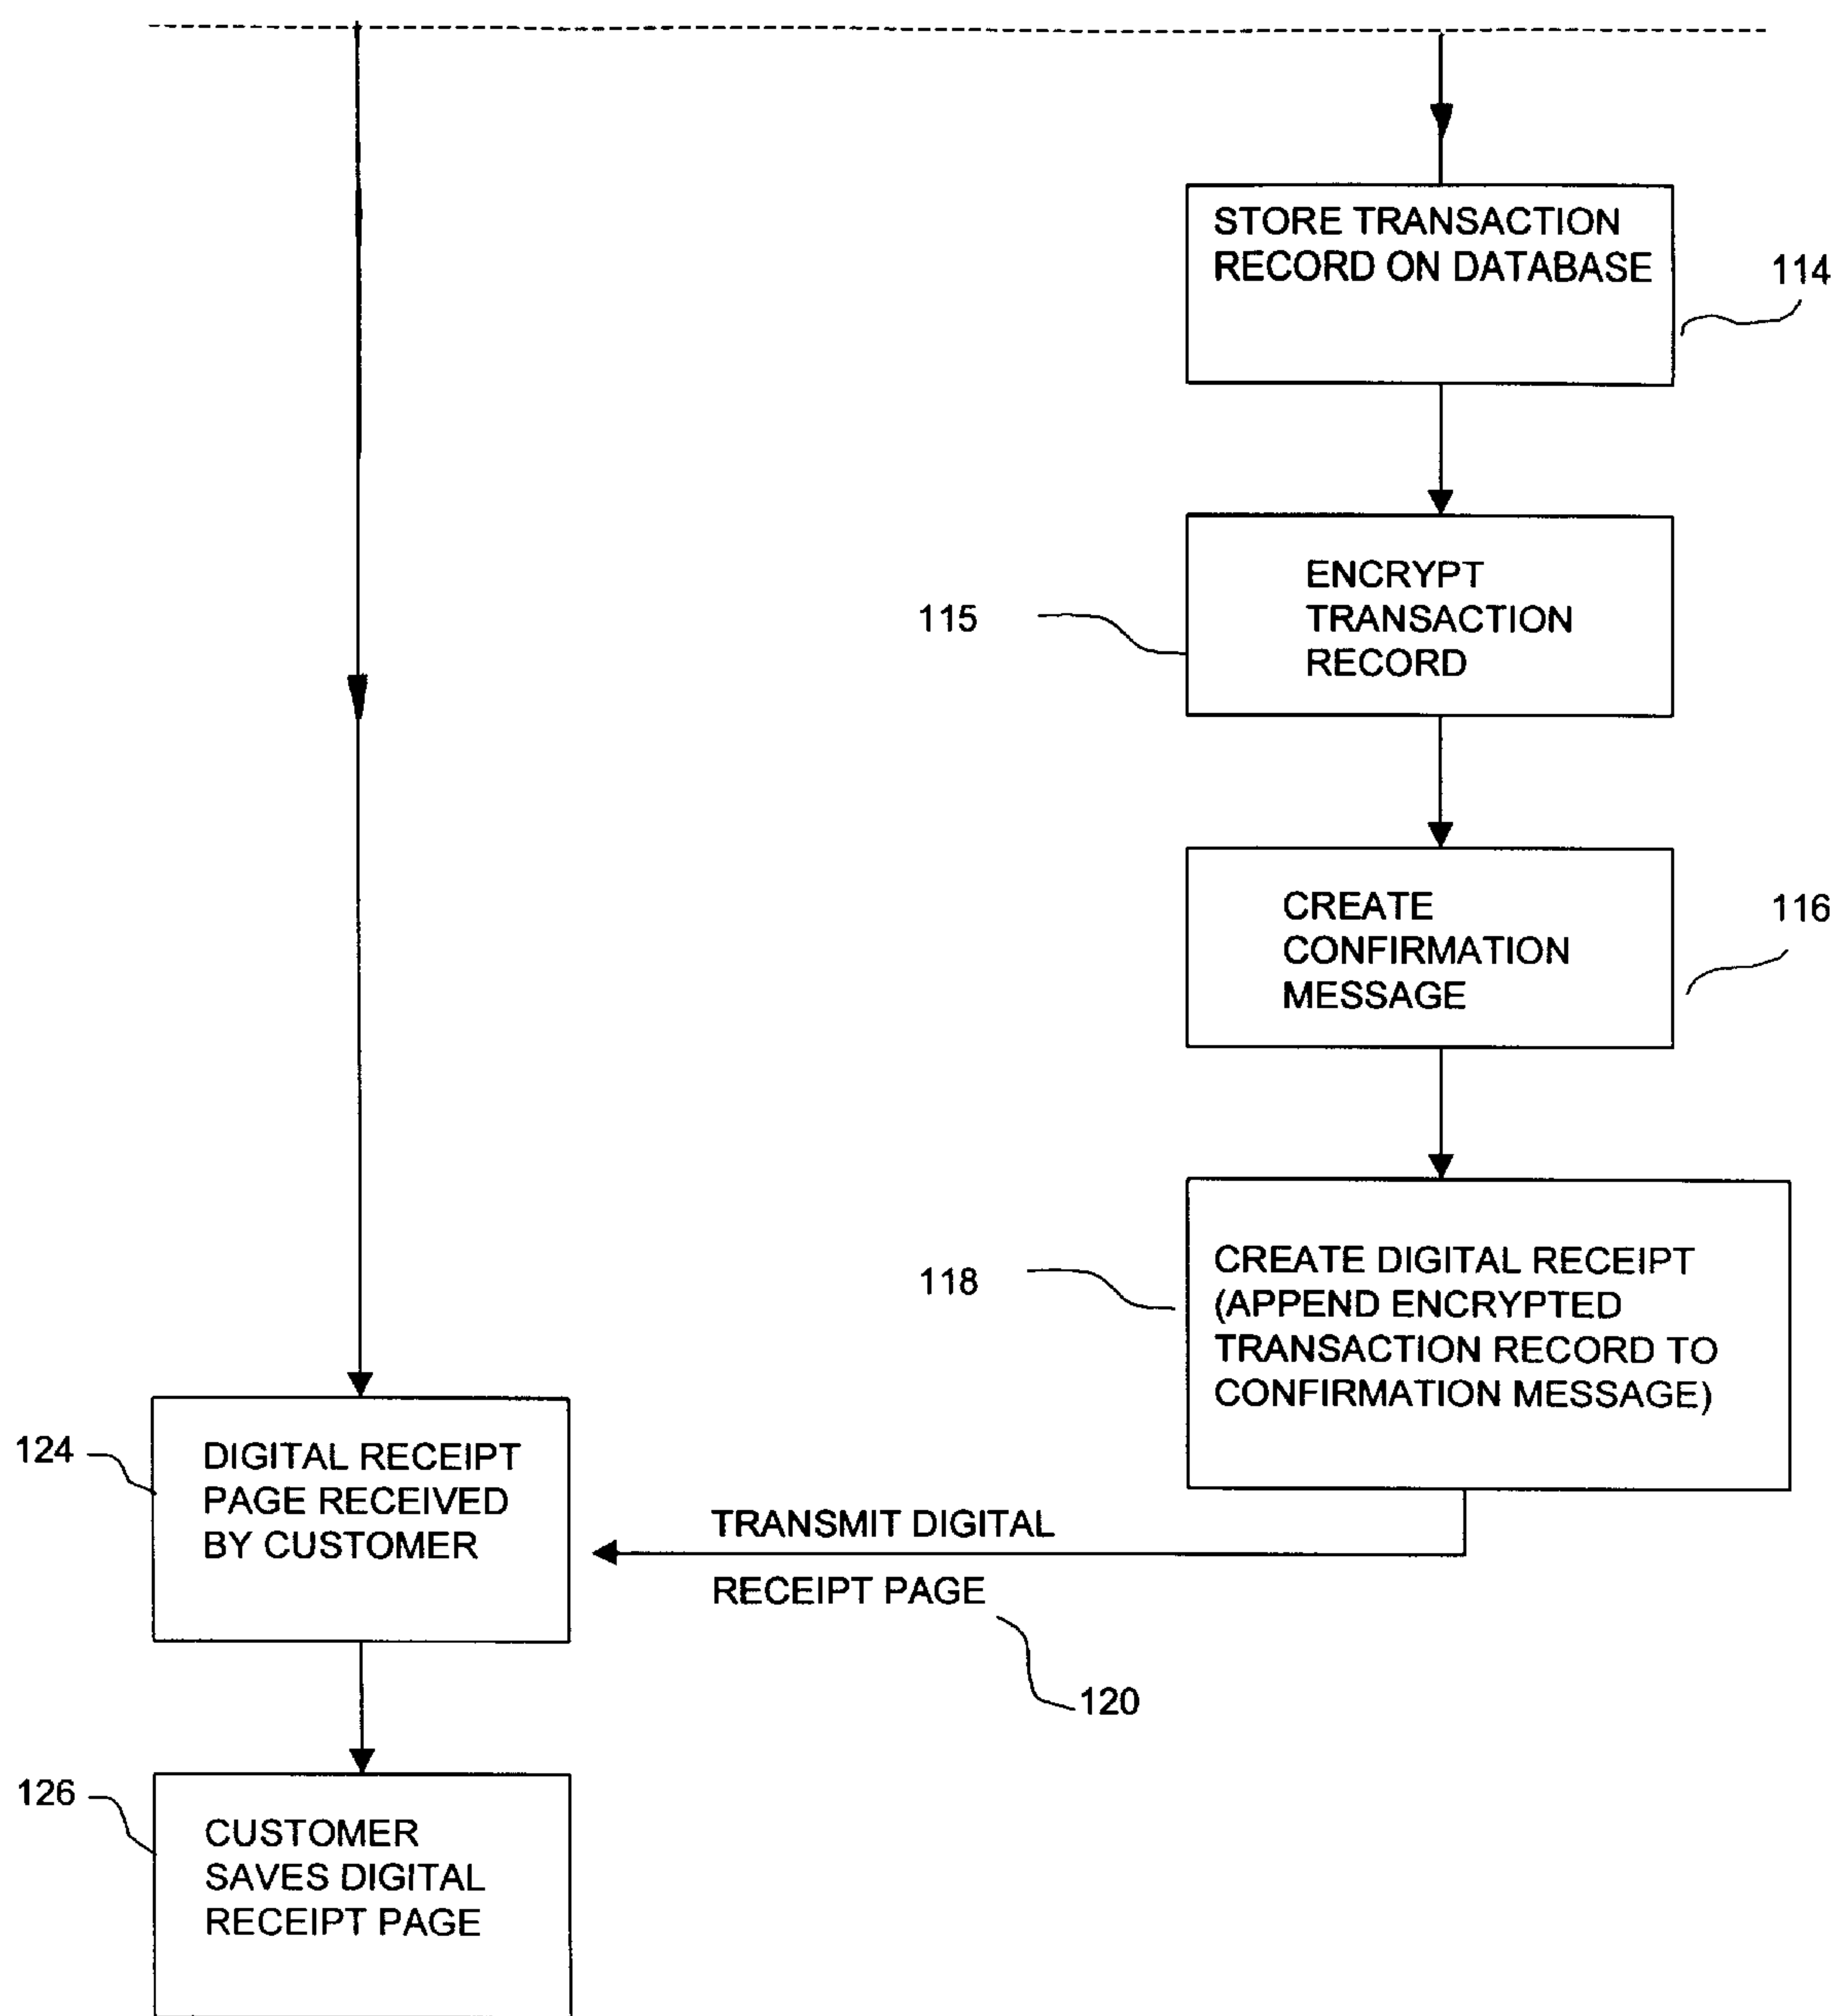 STORE TRANSACTION
RECORD ON DATABASE
114
ENCRYPT
TRANSACTION
RECORD
115
CREATE
CONFIRMATION
MESSAGE
116
CREATE DIGITAL RECEIPT
(APPEND ENCRYPTED
TRANSACTION RECORD TO
CONFIRMATION MESSAGE)
118
TRANSMIT DIGITAL
RECEIPT PAGE
120
124
DIGITAL RECEIPT
PAGE RECEIVED
BY CUSTOMER
126
CUSTOMER
SAVES DIGITAL
RECEIPT PAGE